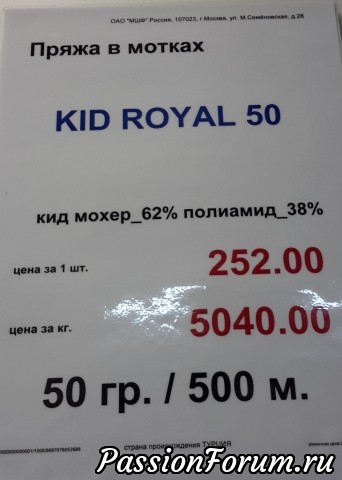 ОАО "МШФ" Россия, 107023, г.Москва, ул. М.Семёновская, д.28
Пряжа в мотках
KID ROYAL 50
кид мохер_62% полиамид_38%
цена за 1 шт. 252.00
цена за кг. 5040.00
50 гр. / 500 м.
страна происхождения ТУРЦИЯ
PassionForum.ru